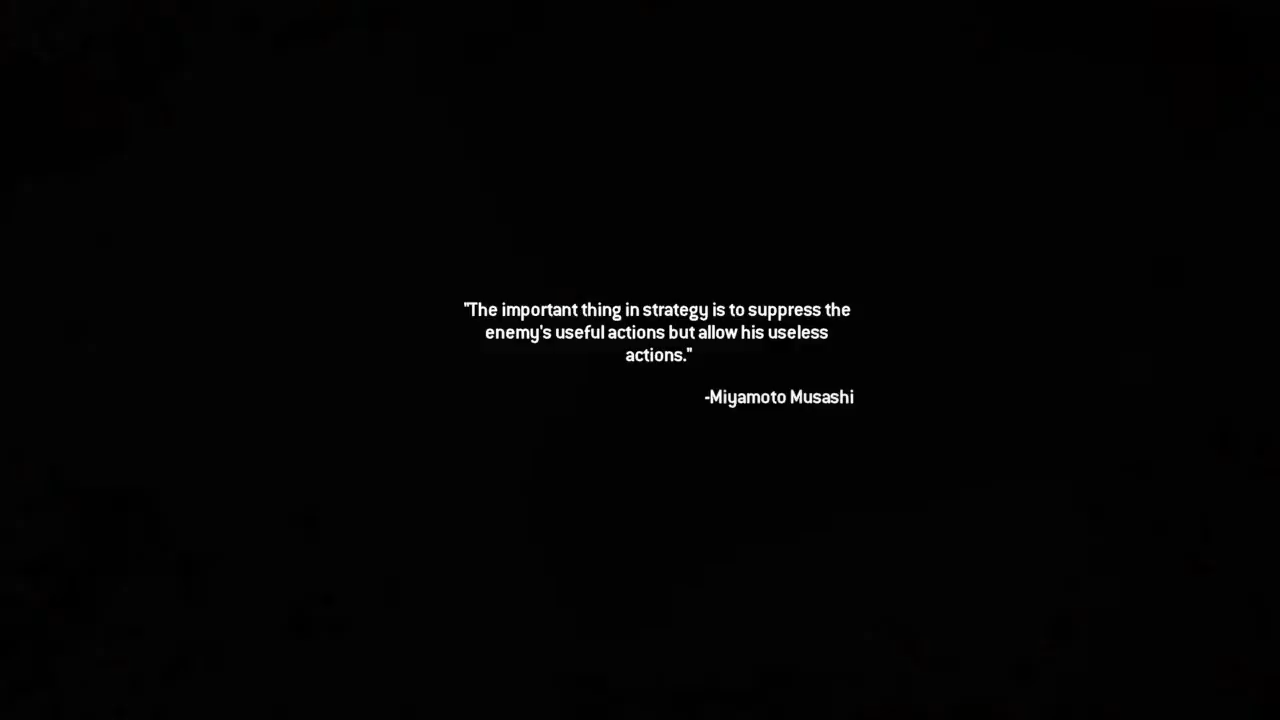 "The important thing in strategy is to suppress the
enemy's useful actions but allow his useless
actions."
-Miyamoto Musashi